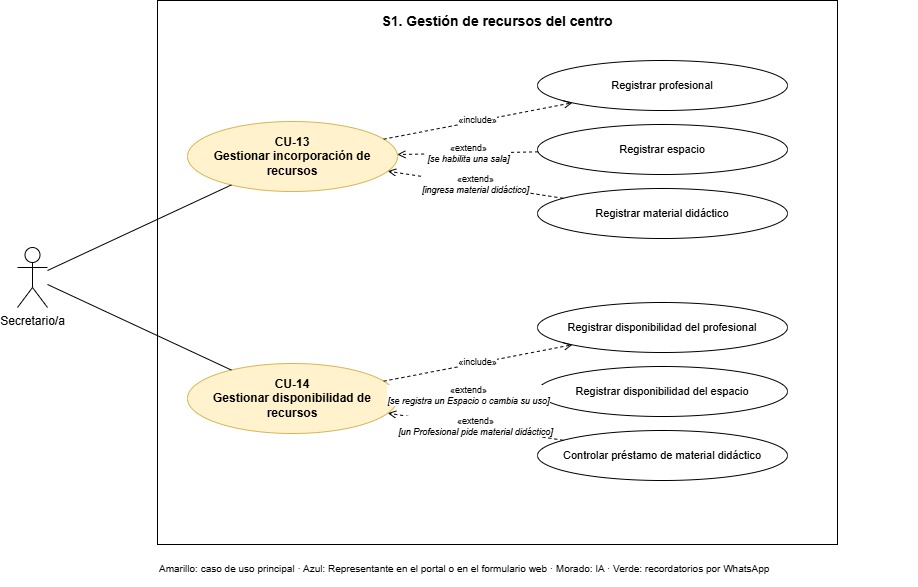 S1. Gestión de recursos del centro
Registrar profesional
«include»
CU-13
Gestionar incorporación de
recursos
«extend»
[se habilita una sala]
Registrar espacio
«extend»
[ingresa material didáctico]
Registrar material didáctico
Secretario/a
Registrar disponibilidad del profesional
«include»
CU-14
Gestionar disponibilidad de
recursos
«extend»
[se registra un Espacio o cambia su uso]
Registrar disponibilidad del espacio
«extend»
[un Profesional pide material didáctico]
Controlar préstamo de material didáctico
Amarillo: caso de uso principal · Azul: Representante en el portal o en el formulario web · Morado: IA · Verde: recordatorios por WhatsApp